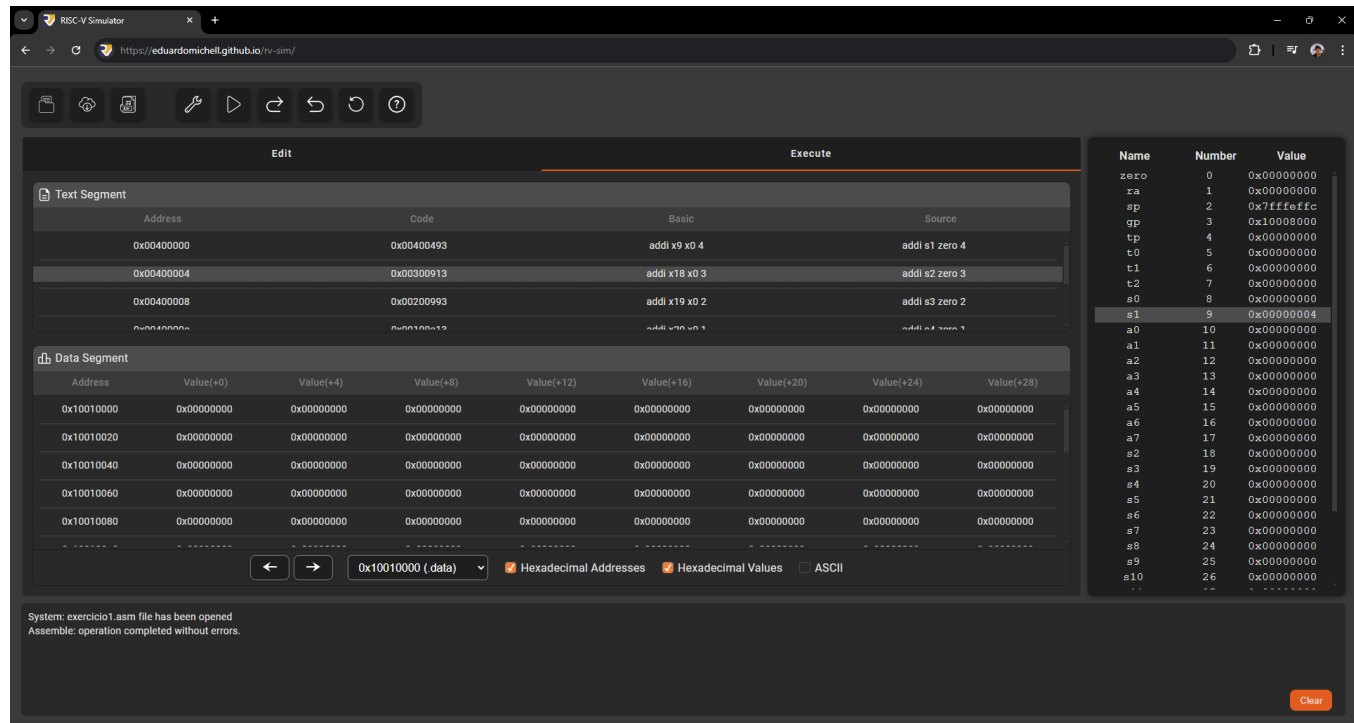 RISC-V Simulator
https://eduardomichell.github.io/rv-sim/
Edit Execute
Text Segment
Address Code Basic Source
0x00400000 0x00400493 addi x9 x0 4 addi s1 zero 4
0x00400004 0x00300913 addi x18 x0 3 addi s2 zero 3
0x00400008 0x00200993 addi x19 x0 2 addi s3 zero 2
0x0040000c 0x00100a13 addi x20 x0 1 addi s4 zero 1
Data Segment
Address Value(+0) Value(+4) Value(+8) Value(+12) Value(+16) Value(+20) Value(+24) Value(+28)
0x10010000 0x00000000 0x00000000 0x00000000 0x00000000 0x00000000 0x00000000 0x00000000 0x00000000
0x10010020 0x00000000 0x00000000 0x00000000 0x00000000 0x00000000 0x00000000 0x00000000 0x00000000
0x10010040 0x00000000 0x00000000 0x00000000 0x00000000 0x00000000 0x00000000 0x00000000 0x00000000
0x10010060 0x00000000 0x00000000 0x00000000 0x00000000 0x00000000 0x00000000 0x00000000 0x00000000
0x10010080 0x00000000 0x00000000 0x00000000 0x00000000 0x00000000 0x00000000 0x00000000 0x00000000
0x10010000 (.data) Hexadecimal Addresses Hexadecimal Values ASCII
Name Number Value
zero 0 0x00000000
ra 1 0x00000000
sp 2 0x7fffeffc
gp 3 0x10008000
tp 4 0x00000000
t0 5 0x00000000
t1 6 0x00000000
t2 7 0x00000000
s0 8 0x00000000
s1 9 0x00000004
a0 10 0x00000000
a1 11 0x00000000
a2 12 0x00000000
a3 13 0x00000000
a4 14 0x00000000
a5 15 0x00000000
a6 16 0x00000000
a7 17 0x00000000
s2 18 0x00000000
s3 19 0x00000000
s4 20 0x00000000
s5 21 0x00000000
s6 22 0x00000000
s7 23 0x00000000
s8 24 0x00000000
s9 25 0x00000000
s10 26 0x00000000
System: exercicio1.asm file has been opened
Assemble: operation completed without errors.
Clear